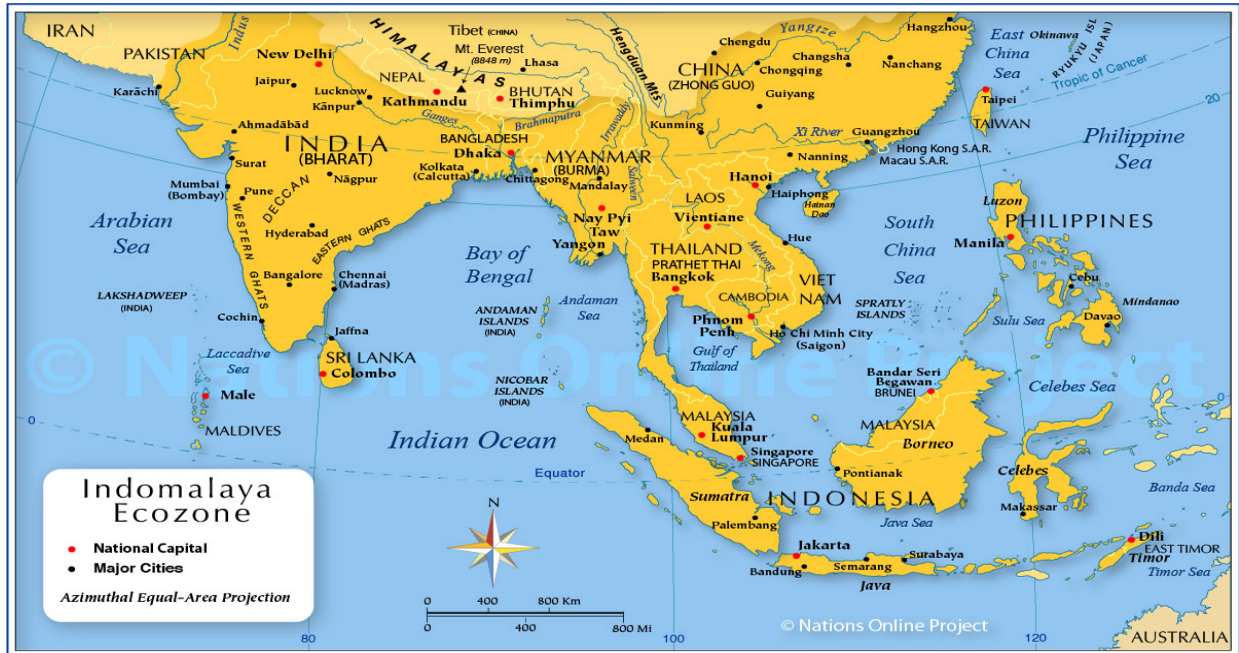 IRAN
PAKISTAN
Indus
Karāchi
New Delhi
Jaipur
Lucknow
Kānpur
Ahmadābād
Surat
INDIA
(BHARAT)
Mumbai
(Bombay)
Pune
DECCAN
Nāgpur
Hyderabad
WESTERN GHATS
EASTERN GHATS
Bangalore
Chennai
(Madras)
Cochin
Jaffna
SRI LANKA
Colombo
Arabian
Sea
LAKSHADWEEP
(INDIA)
Laccadive
Sea
Male
MALDIVES
HIMALAYAS
Tibet (CHINA)
Mt. Everest
(8848 m)
Lhasa
NEPAL
Kathmandu
BHUTAN
Thimphu
Ganges
Brahmaputra
BANGLADESH
Dhaka
Kolkata
(Calcutta)
Chittagong
Hengduan Mts.
Irrawaddy
Salween
MYANMAR
(BURMA)
Mandalay
Nay Pyi
Taw
Yangon
Bay of
Bengal
ANDAMAN
ISLANDS
(INDIA)
Andaman
Sea
NICOBAR
ISLANDS
(INDIA)
Indian Ocean
Chengdu
Yangtze
Hangzhou
CHINA
(ZHONG GUO)
Chongqing
Changsha
Nanchang
Guiyang
Kunming
Xi River
Guangzhou
Hong Kong S.A.R.
Macau S.A.R.
Nanning
East
China
Sea
Okinawa
RYUKYU ISL
(JAPAN)
Tropic of Cancer
20
Taipei
TAIWAN
Philippine
Sea
Hanoi
Haiphong
Hainan
Dao
LAOS
Vientiane
Hue
THAILAND
PRATHET THAI
Bangkok
Mekong
VIET
NAM
CAMBODIA
Phnom
Penh
Ho Chi Minh City
(Saigon)
Gulf of
Thailand
South
China
Sea
SPRATLY
ISLANDS
Luzon
PHILIPPINES
Manila
Cebu
Mindanao
Davao
Sulu Sea
Celebes Sea
© Nations Online Project
Bandar Seri
Begawan
BRUNEI
MALAYSIA
Borneo
Pontianak
MALAYSIA
Kuala
Lumpur
Singapore
SINGAPORE
Medan
Sumatra
Palembang
INDONESIA
Celebes
Makassar
Banda Sea
Java Sea
Jakarta
Bandung
Semarang
Surabaya
Java
Dili
EAST TIMOR
Timor
Timor Sea
AUSTRALIA
0
Equator
0
Indomalaya
Ecozone
National Capital
Major Cities
Azimuthal Equal-Area Projection
N
0 400 800 Km
0 400 800 Mi
© Nations Online Project
80
100
120